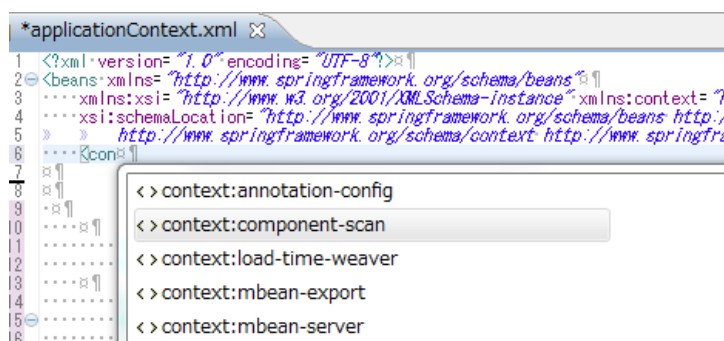 *applicationContext.xml
1 <?xml version="1.0" encoding="UTF-8"?>
2 <beans xmlns="http://www.springframework.org/schema/beans"
3 xmlns:xsi="http://www.w3.org/2001/XMLSchema-instance" xmlns:context="
4 xsi:schemaLocation="http://www.springframework.org/schema/beans http:/
5 http://www.springframework.org/schema/context http://www.springfra
6 <con
7
8
9
10
11
12
13
14
15
16
context:annotation-config
context:component-scan
context:load-time-weaver
context:mbean-export
context:mbean-server